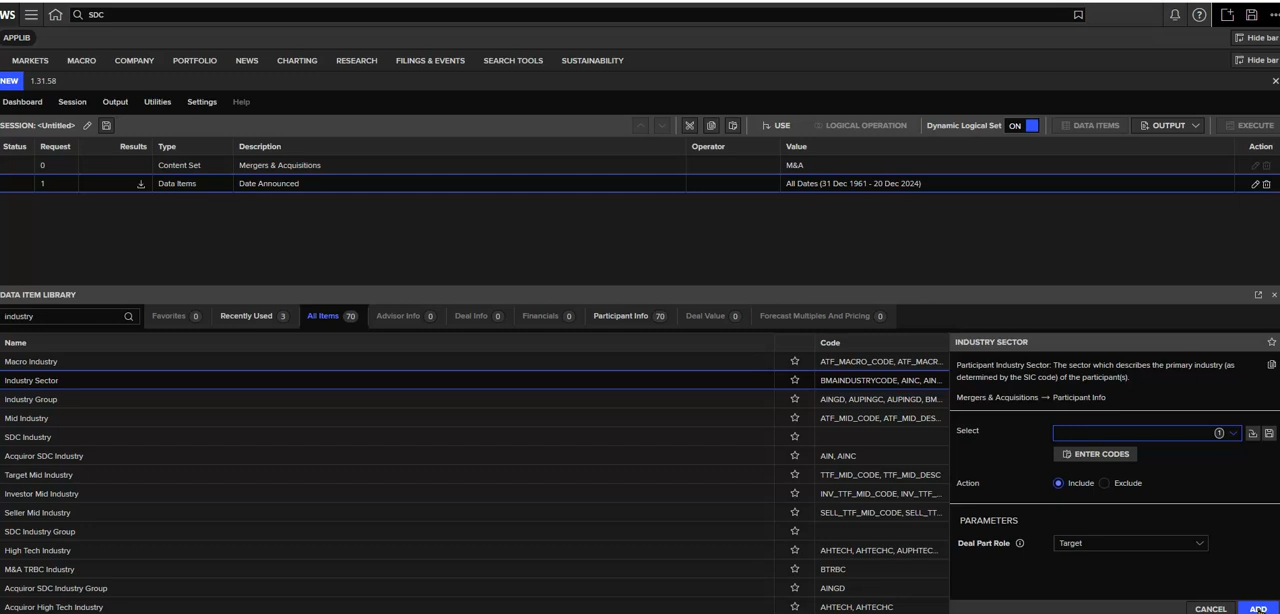 WS SDC
APPLIB Hide bar
MARKETS MACRO COMPANY PORTFOLIO NEWS CHARTING RESEARCH FILINGS & EVENTS SEARCH TOOLS SUSTAINABILITY Hide bar
NEW 1.31.58
Dashboard Session Output Utilities Settings Help
SESSION: <Untitled> USE LOGICAL OPERATION Dynamic Logical Set ON DATA ITEMS OUTPUT EXECUTE
Status Request Results Type Description Operator Value Action
0 Content Set Mergers & Acquisitions M&A
1 Data Items Date Announced All Dates (31 Dec 1961 - 20 Dec 2024)
DATA ITEM LIBRARY
industry Favorites 0 Recently Used 3 All Items 70 Advisor Info 0 Deal Info 0 Financials 0 Participant Info 70 Deal Value 0 Forecast Multiples And Pricing 0
Name Code
Macro Industry ATF_MACRO_CODE, ATF_MACR...
Industry Sector BMAINDUSTRYCODE, AINC, AIN...
Industry Group AINGD, AUPINGC, AUPINGD, BM...
Mid Industry ATF_MID_CODE, ATF_MID_DES...
SDC Industry
Acquiror SDC Industry AIN, AINC
Target Mid Industry TTF_MID_CODE, TTF_MID_DESC
Investor Mid Industry INV_TTF_MID_CODE, INV_TTF_...
Seller Mid Industry SELL_TTF_MID_CODE, SELL_TT...
SDC Industry Group
High Tech Industry AHTECH, AHTECHC, AUPHTEC...
M&A TRBC Industry BTRBC
Acquiror SDC Industry Group AINGD
Acquiror High Tech Industry AHTECH, AHTECHC
INDUSTRY SECTOR
Participant Industry Sector: The sector which describes the primary industry (as
determined by the SIC code) of the participant(s).
Mergers & Acquisitions → Participant Info
Select 1
ENTER CODES
Action Include Exclude
PARAMETERS
Deal Part Role Target
CANCEL ADD